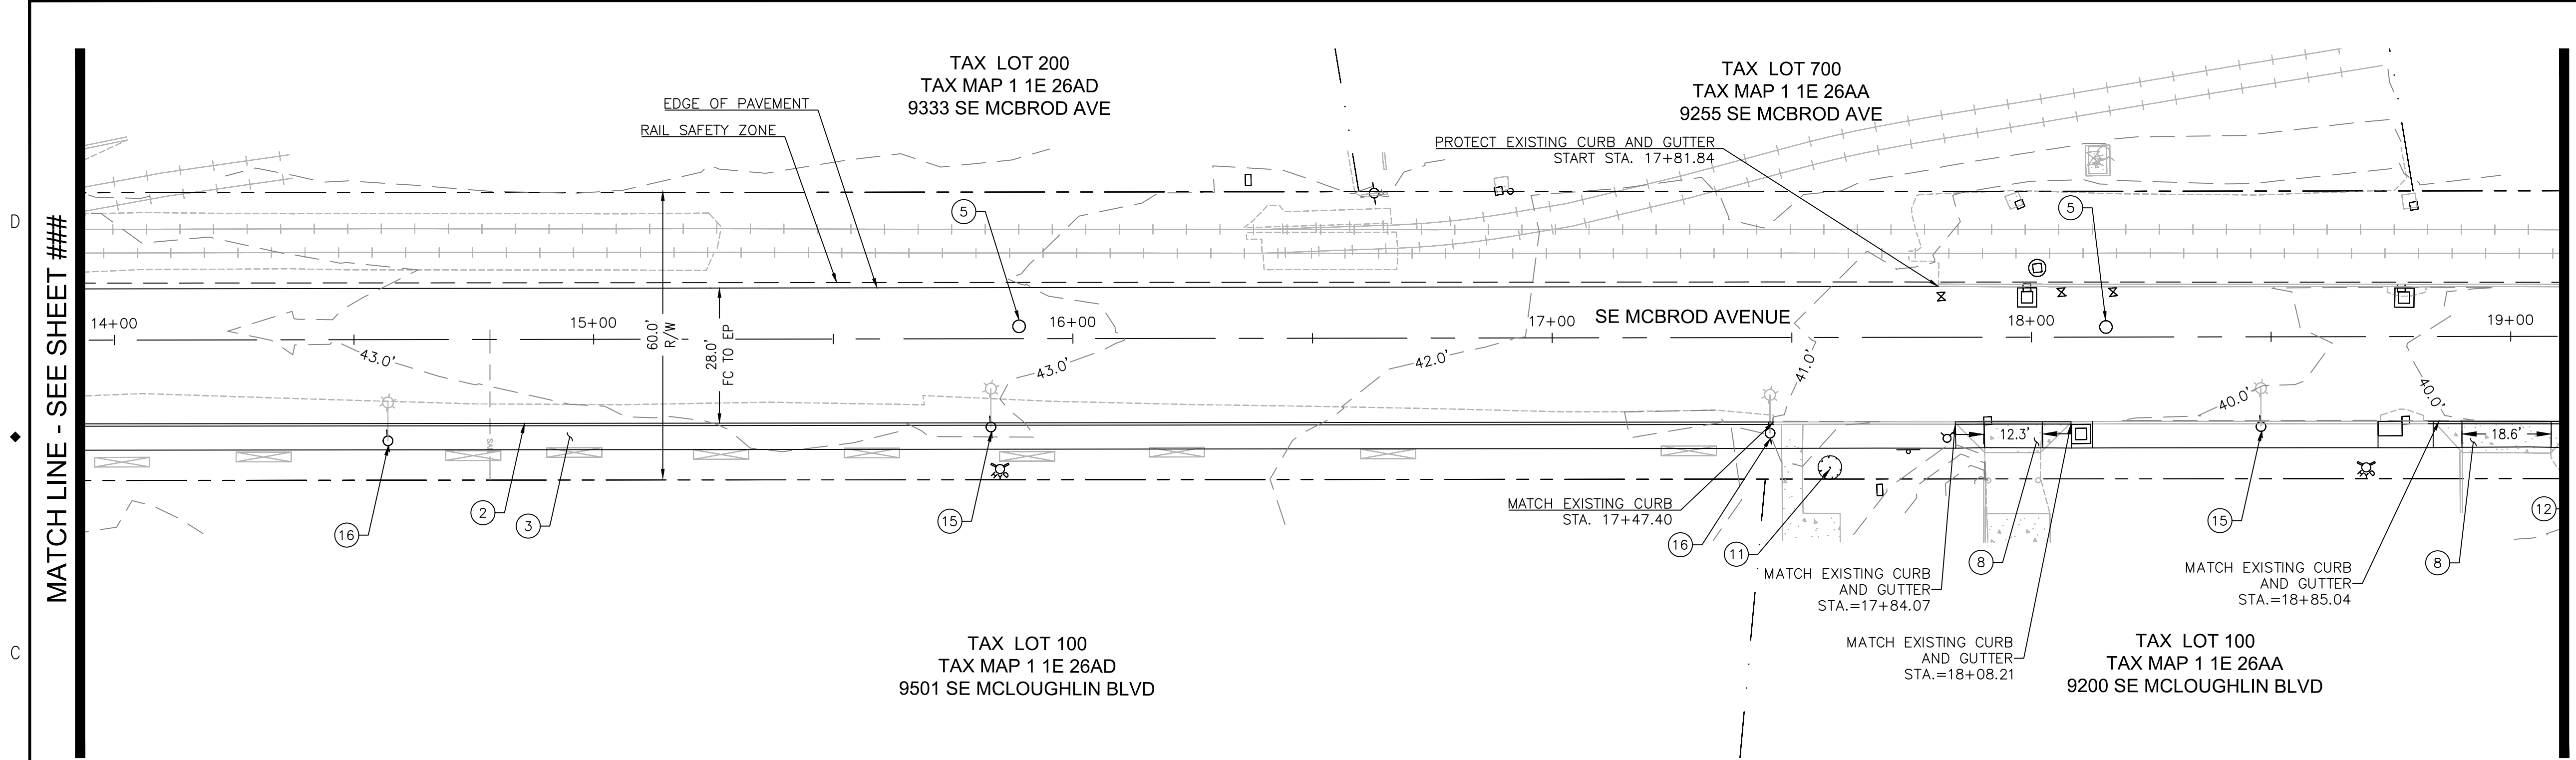 TAX LOT 200
TAX MAP 1 1E 26AD
9333 SE MCBROD AVE
TAX LOT 700
TAX MAP 1 1E 26AA
9255 SE MCBROD AVE
EDGE OF PAVEMENT
RAIL SAFETY ZONE
PROTECT EXISTING CURB AND GUTTER
START STA. 17+81.84
D
MATCH LINE - SEE SHEET ###
5
5
14+00
15+00
60.0'
R/W
28.0'
FC TO EP
16+00
17+00
SE MCBROD AVENUE
18+00
19+00
43.0'
43.0'
42.0'
41.0'
40.0'
40.0'
12.3'
18.6'
SA
16
2
3
15
MATCH EXISTING CURB
STA. 17+47.40
16
11
MATCH EXISTING CURB
AND GUTTER
STA.=17+84.07
8
15
MATCH EXISTING CURB
AND GUTTER
STA.=18+85.04
8
12
C
TAX LOT 100
TAX MAP 1 1E 26AD
9501 SE MCLOUGHLIN BLVD
MATCH EXISTING CURB
AND GUTTER
STA.=18+08.21
TAX LOT 100
TAX MAP 1 1E 26AA
9200 SE MCLOUGHLIN BLVD